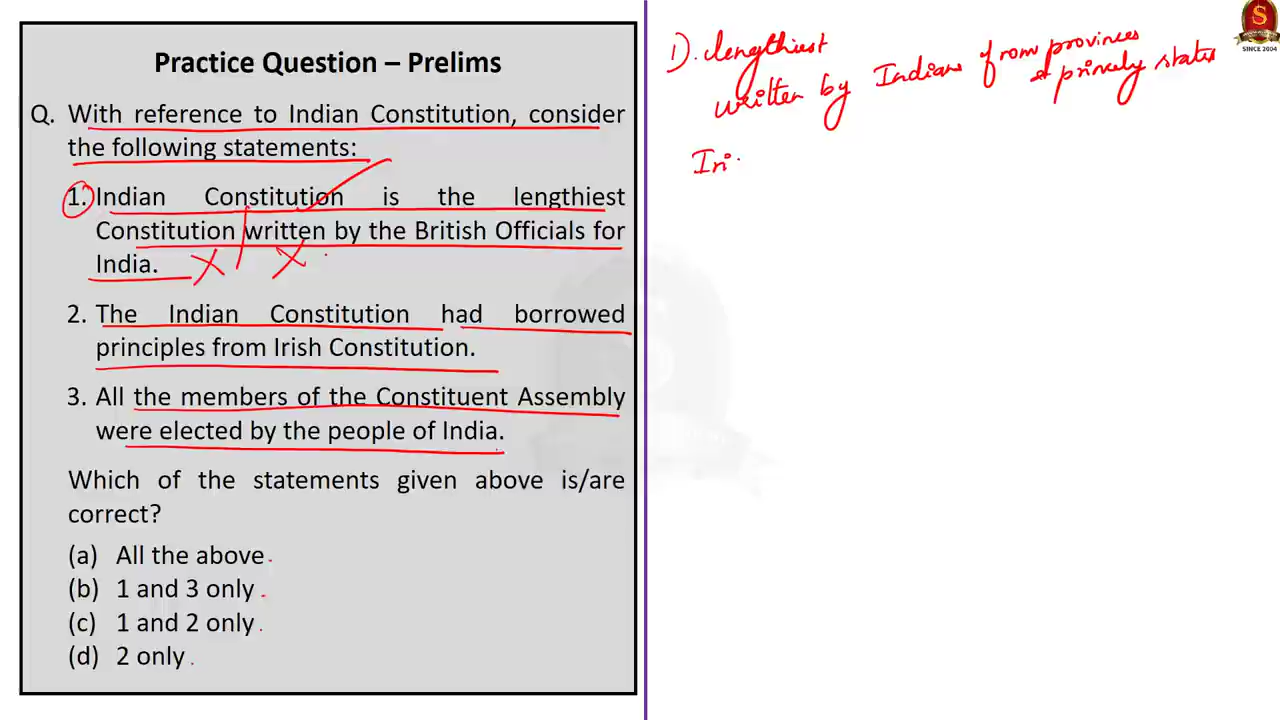 Practice Question – Prelims
Q. With reference to Indian Constitution, consider
the following statements:
1. Indian Constitution is the lengthiest
Constitution written by the British Officials for
India.
2. The Indian Constitution had borrowed
principles from Irish Constitution.
3. All the members of the Constituent Assembly
were elected by the people of India.
Which of the statements given above is/are
correct?
(a) All the above
(b) 1 and 3 only
(c) 1 and 2 only
(d) 2 only
1). lengthiest
written by Indians from provinces
& princely states
Iri
S
SINCE 2004